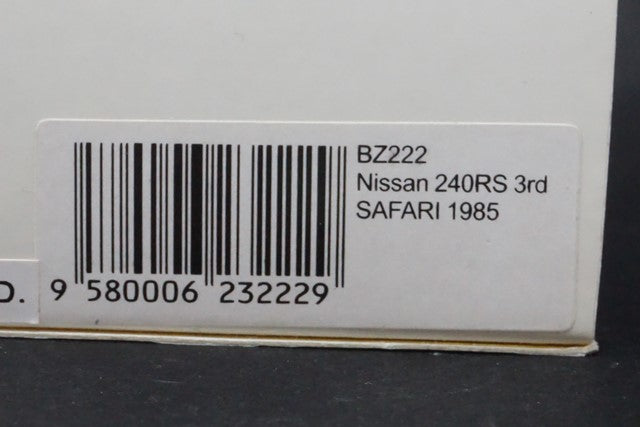 BZ222
Nissan 240RS 3rd
SAFARI 1985
D. 9 580006 232229